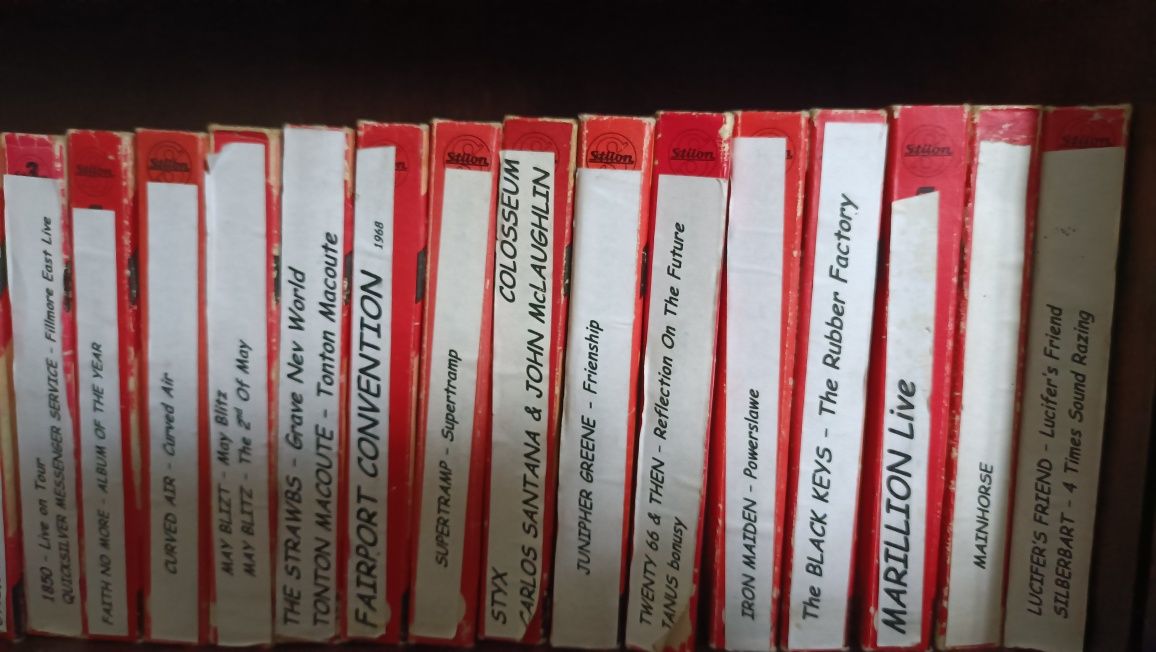 1850 - Live on Tour
QUICKSILVER MESSENGER SERVICE - Fillmore East Live
Stilon
FAITH NO MORE - ALBUM OF THE YEAR
Stilon
CURVED AIR - Curved Air
MAY BLIZT - May Blitz
MAY BLITZ - The 2nd Of May
THE STRAWBS - Grave New World
TONTON MACOUTE - Tonton Macoute
FAIRPORT CONVENTION 1968
Stilon
SUPERTRAMP - Supertramp
STYX COLOSSEUM
CARLOS SANTANA & JOHN McLAUGHLIN
Stilon
JUNIPHER GREENE - Frienship
Stilon
TWENTY 66 & THEN - Reflection On The Future
TANUS bonusy
IRON MAIDEN - Powerslawe
The BLACK KEYS - The Rubber Factory
Stilon
MARILLION Live
MAINHORSE
Stilon
LUCIFER'S FRIEND - Lucifer's Friend
SILBERBART - 4 Times Sound Razing